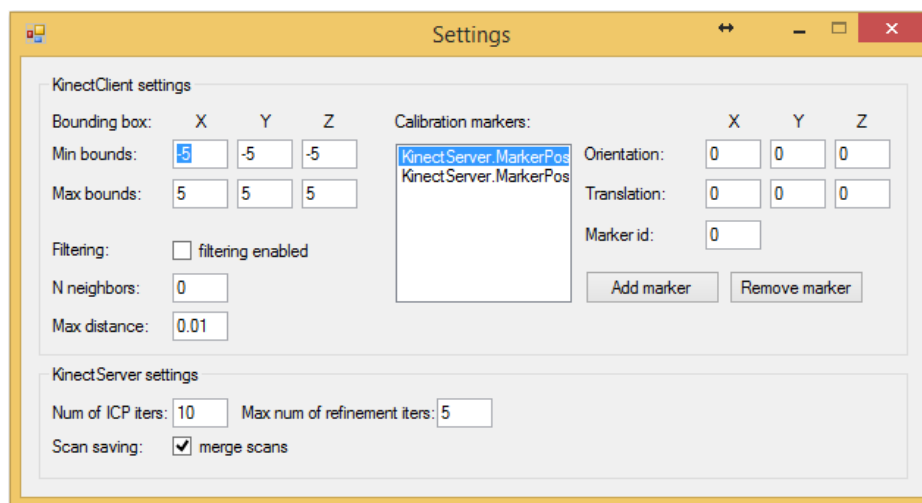 Settings
KinectClient settings
Bounding box: X Y Z
Min bounds: -5 -5 -5
Max bounds: 5 5 5
Filtering: filtering enabled
N neighbors: 0
Max distance: 0.01
Calibration markers:
KinectServer.MarkerPos
KinectServer.MarkerPos
X Y Z
Orientation: 0 0 0
Translation: 0 0 0
Marker id: 0
Add marker Remove marker
KinectServer settings
Num of ICP iters: 10 Max num of refinement iters: 5
Scan saving: merge scans